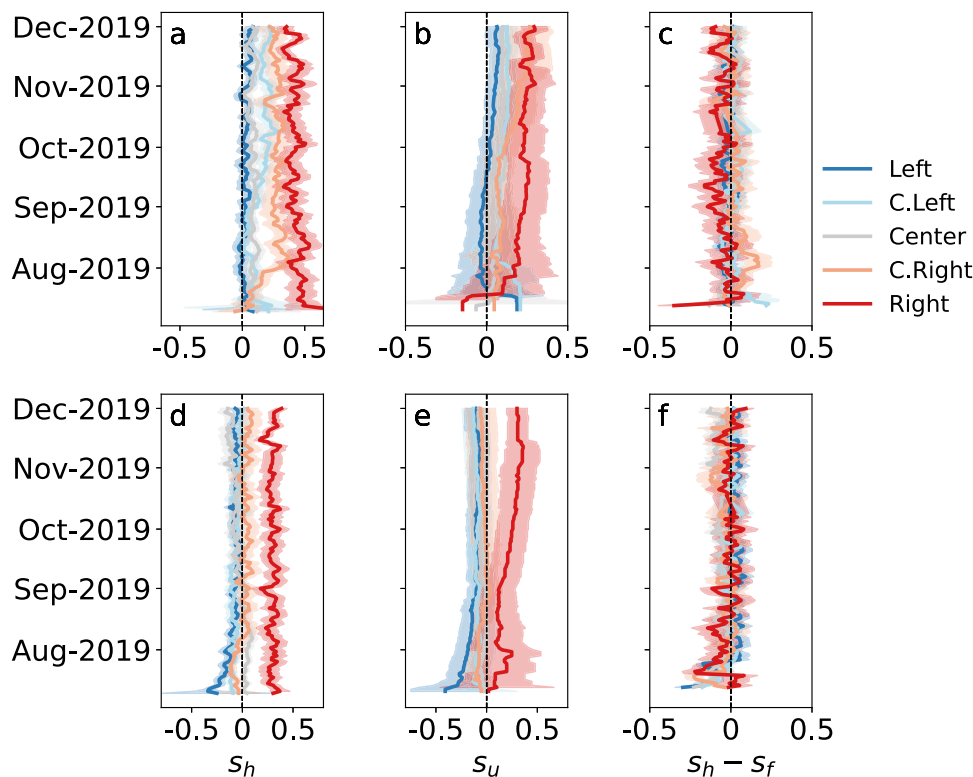 Dec-2019
Nov-2019
Oct-2019
Sep-2019
Aug-2019
a
b
c
-0.5 0 0.5
-0.5 0 0.5
-0.5 0 0.5
Left
C.Left
Center
C.Right
Right
Dec-2019
Nov-2019
Oct-2019
Sep-2019
Aug-2019
d
e
f
-0.5 0 0.5
-0.5 0 0.5
-0.5 0 0.5
s_h
s_u
s_h − s_f